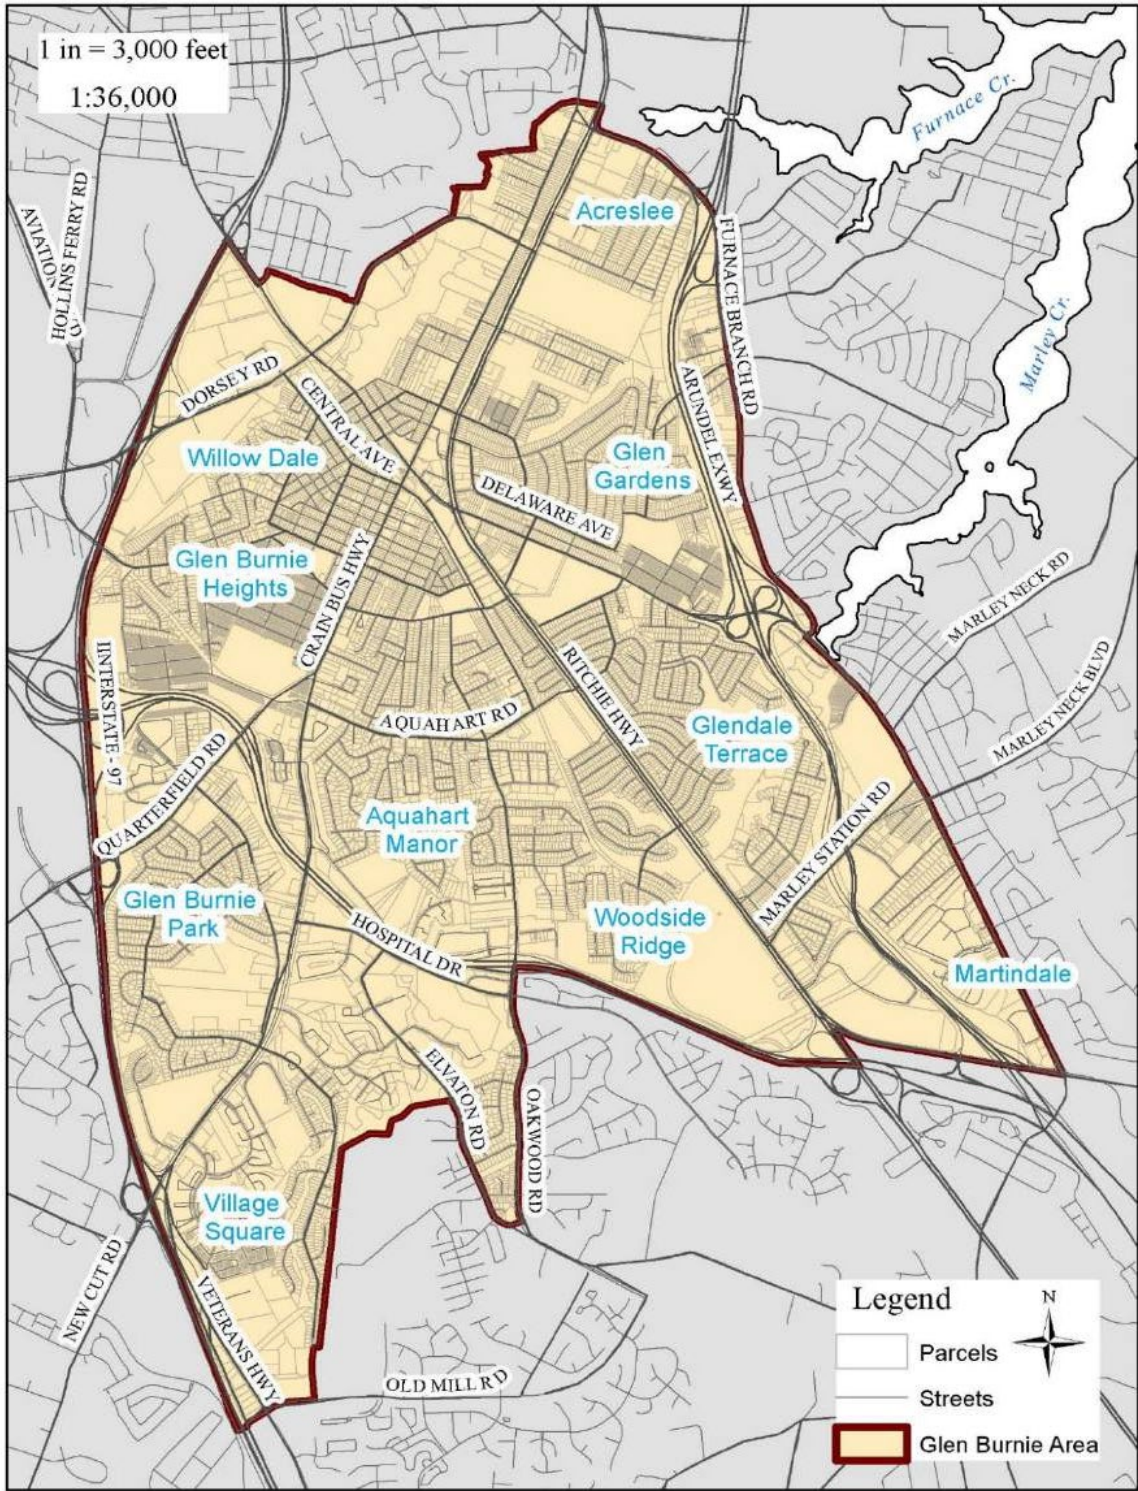 1 in = 3,000 feet
1:36,000
Furnace Cr.
HOLLINS FERRY RD
AVIATION
Acreslee
FURNACE BRANCH RD
Marley Cr.
DORSEY RD
CENTRAL AVE
ARUNDEL EXWY
Willow Dale
Glen
Gardens
DELAWARE AVE
Glen Burnie
Heights
CRAIN BUS HWY
MARLEY NECK RD
IINTERSTATE - 97
RITCHIE HWY
MARLEY NECK BLVD
AQUAHART RD
Glendale
Terrace
QUARTERFIELD RD
Aquahart
Manor
MARLEY STATION RD
Glen Burnie
Park
HOSPITAL DR
Woodside
Ridge
Martindale
ELVATON RD
OAKWOOD RD
Village
Square
NEW CUT RD
VETERANS HWY
OLD MILL RD
Legend
N
Parcels
Streets
Glen Burnie Area